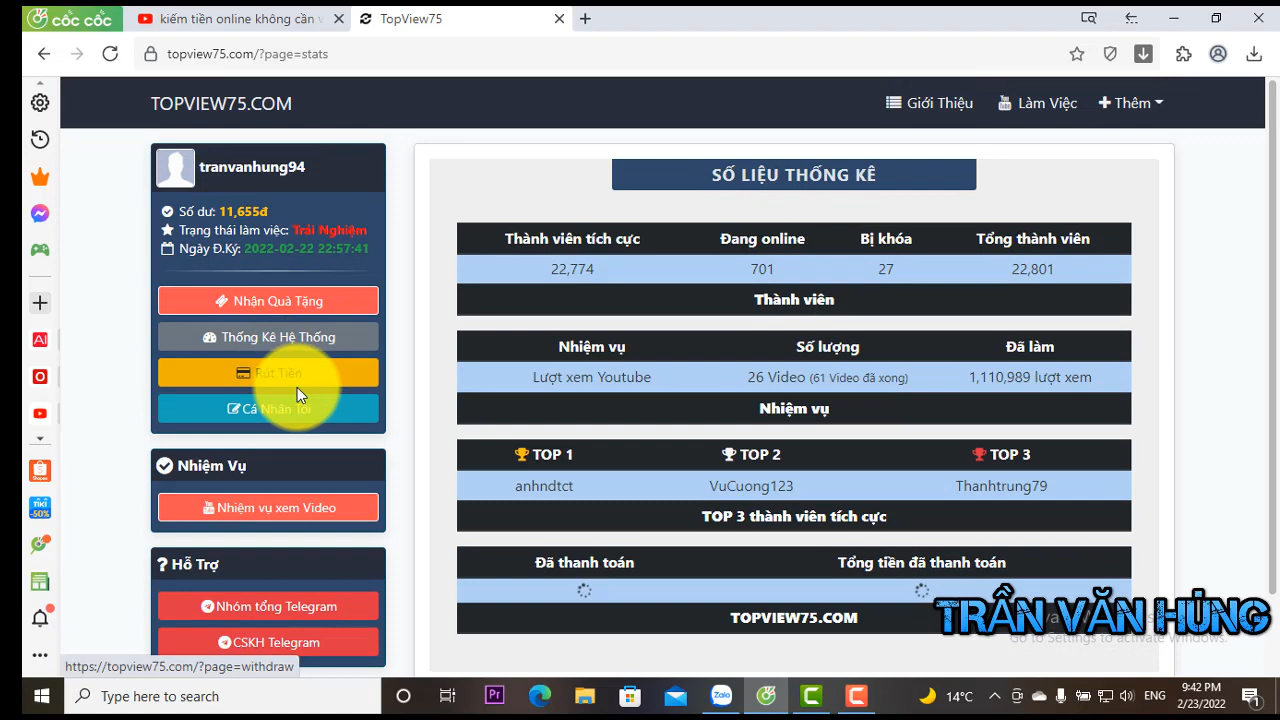 cốc cốc
kiếm tiền online không cần v
TopView75
topview75.com/?page=stats
TOPVIEW75.COM
Giới Thiệu
Làm Việc
Thêm
tranvanhung94
Số dư: 11,655đ
Trạng thái làm việc: Trải Nghiệm
Ngày Đ.Ký: 2022-02-22 22:57:41
Nhận Quà Tặng
Thống Kê Hệ Thống
Rút Tiền
Cá Nhân Tôi
Nhiệm Vụ
Nhiệm vụ xem Video
Hỗ Trợ
Nhóm tổng Telegram
CSKH Telegram
SỐ LIỆU THỐNG KÊ
Thành viên tích cực Đang online Bị khóa Tổng thành viên
22,774 701 27 22,801
Thành viên
Nhiệm vụ Số lượng Đã làm
Lượt xem Youtube 26 Video (61 Video đã xong) 1,110,989 lượt xem
Nhiệm vụ
TOP 1 TOP 2 TOP 3
anhndtct VuCuong123 Thanhtrung79
TOP 3 thành viên tích cực
Đã thanh toán Tổng tiền đã thanh toán
TOPVIEW75.COM
TRẦN VĂN HÙNG
Go to Settings to activate Windows.
AI
O
Shopee
TIKI
-50%
https://topview75.com/?page=withdraw
Type here to search
Pr
Zalo
C
C
14°C
ENG
9:42 PM
2/23/2022
1